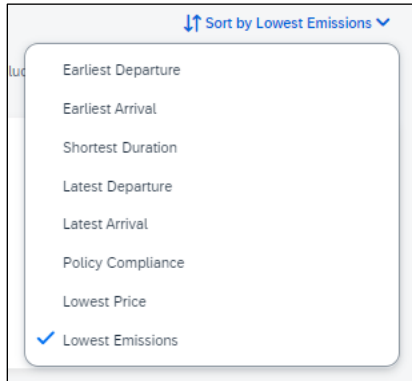 Sort by Lowest Emissions
Earliest Departure
Earliest Arrival
Shortest Duration
Latest Departure
Latest Arrival
Policy Compliance
Lowest Price
Lowest Emissions